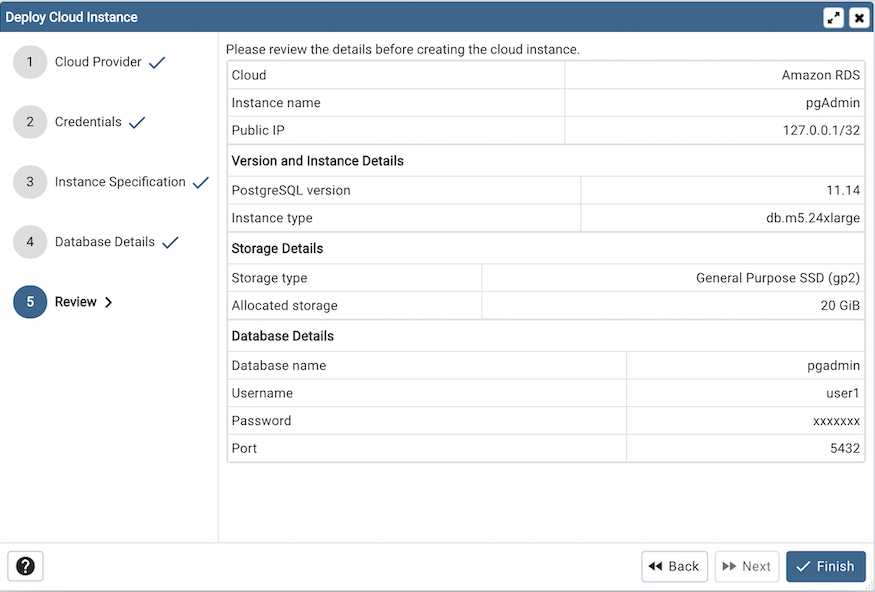 Deploy Cloud Instance
1 Cloud Provider
2 Credentials
3 Instance Specification
4 Database Details
5 Review
Please review the details before creating the cloud instance.
Cloud Amazon RDS
Instance name pgAdmin
Public IP 127.0.0.1/32
Version and Instance Details
PostgreSQL version 11.14
Instance type db.m5.24xlarge
Storage Details
Storage type General Purpose SSD (gp2)
Allocated storage 20 GiB
Database Details
Database name pgadmin
Username user1
Password xxxxxxx
Port 5432
? Back Next Finish